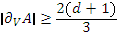 |∂_V A| ≥ 2(d + 1)/3